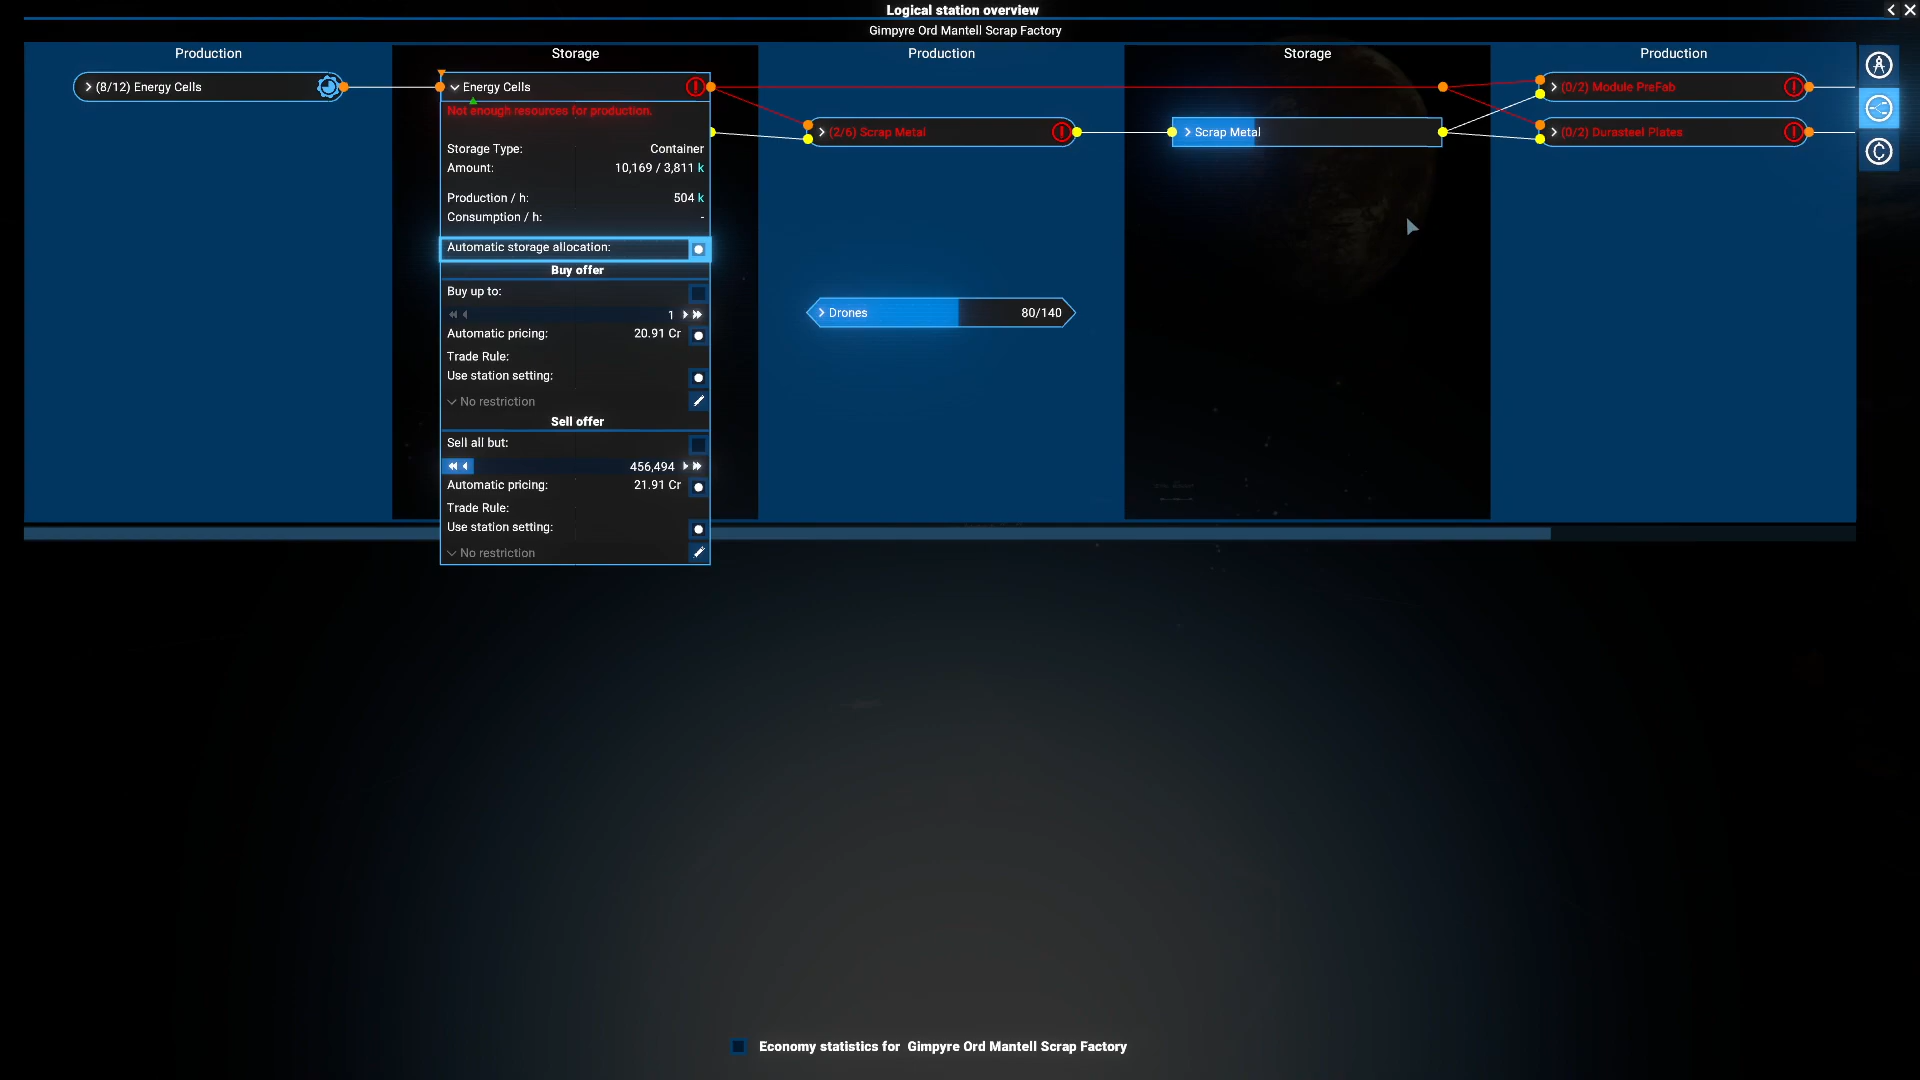 Logical station overview
Gimpyre Ord Mantell Scrap Factory
Production
Storage
Production
Storage
Production
(8/12) Energy Cells
Energy Cells
(0/2) Module PreFab
Not enough resources for production.
(2/6) Scrap Metal
Scrap Metal
(0/2) Durasteel Plates
Storage Type: Container
Amount: 10,169 / 3,811 k
Production / h: 504 k
Consumption / h: -
Automatic storage allocation:
Buy offer
Buy up to:
1
Drones 80/140
Automatic pricing: 20.91 Cr
Trade Rule:
Use station setting:
No restriction
Sell offer
Sell all but:
456,494
Automatic pricing: 21.91 Cr
Trade Rule:
Use station setting:
No restriction
Economy statistics for Gimpyre Ord Mantell Scrap Factory